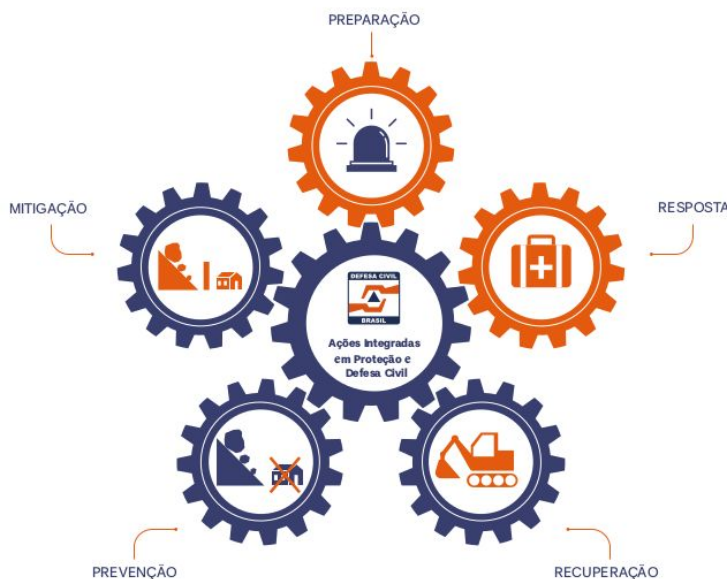 PREPARAÇÃO
MITIGAÇÃO
RESPOSTA
DEFESA CIVIL
BRASIL
Ações Integradas
em Proteção e
Defesa Civil
PREVENÇÃO
RECUPERAÇÃO